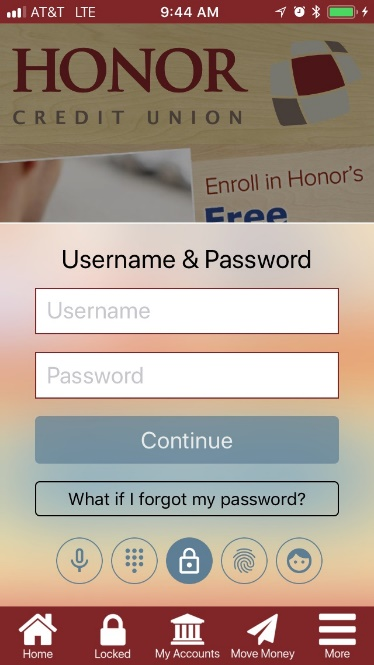 AT&T LTE 9:44 AM
HONOR
CREDIT UNION
Enroll in Honor's
Free
Username & Password
Username
Password
Continue
What if I forgot my password?
Home Locked My Accounts Move Money More